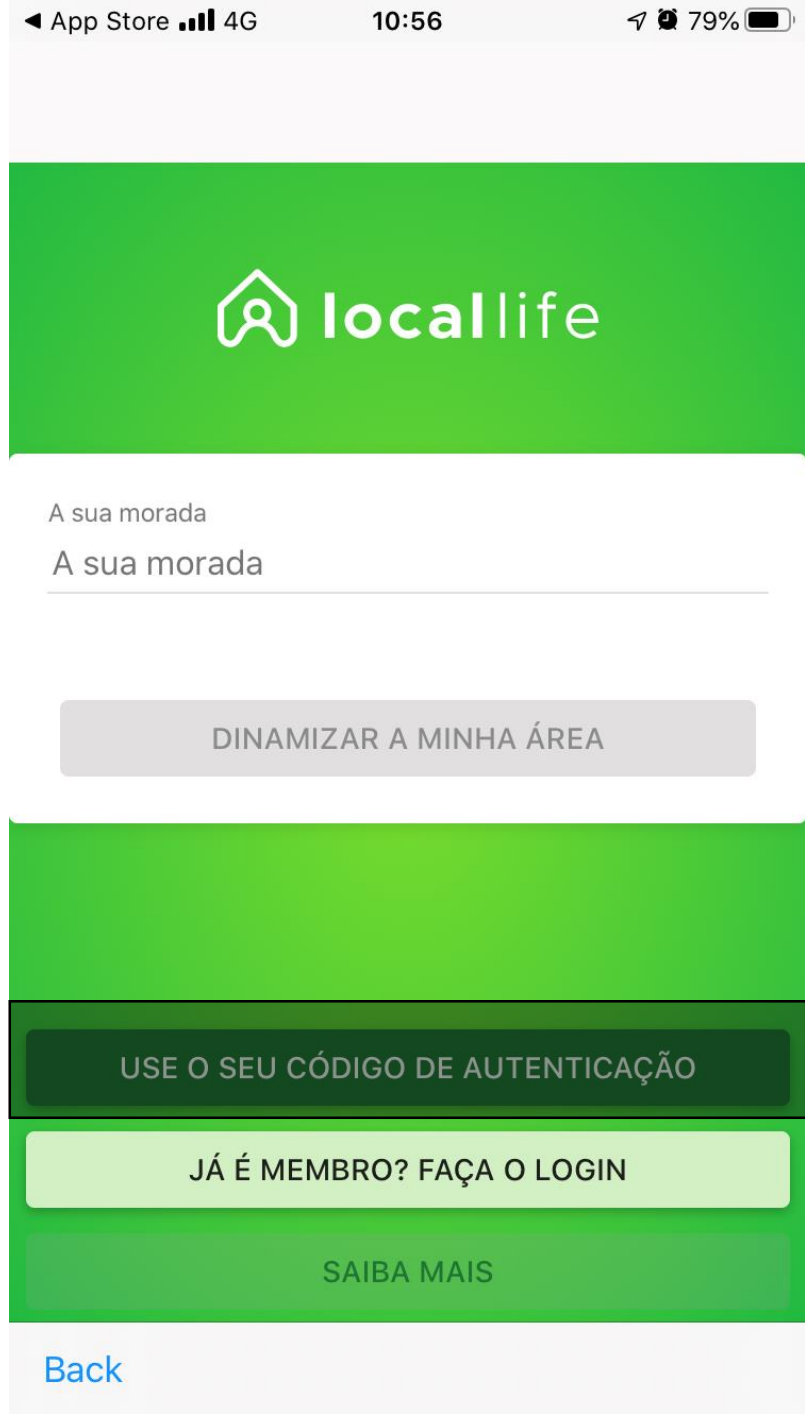 App Store 4G 10:56 79%
locallife
A sua morada
A sua morada
DINAMIZAR A MINHA ÁREA
USE O SEU CÓDIGO DE AUTENTICAÇÃO
JÁ É MEMBRO? FAÇA O LOGIN
SAIBA MAIS
Back